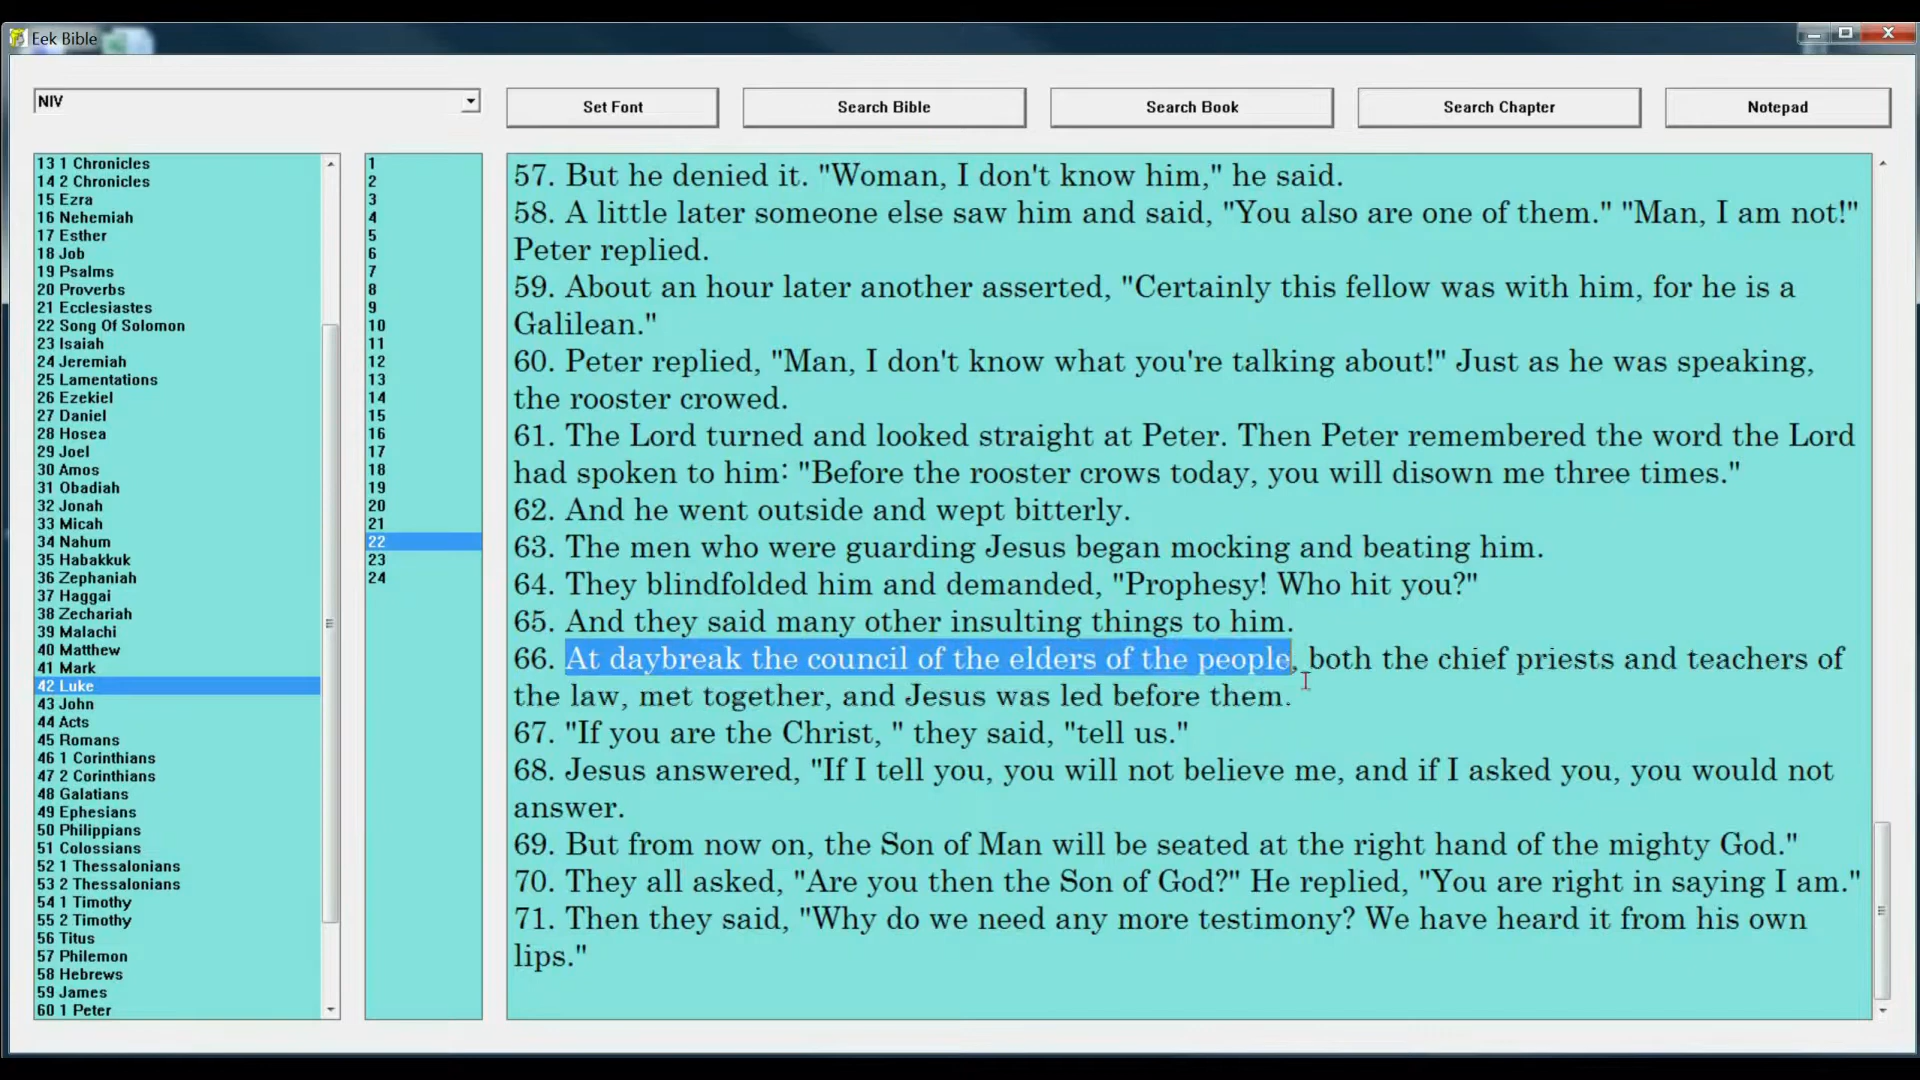 Eek Bible
NIV
Set Font
Search Bible
Search Book
Search Chapter
Notepad
13 1 Chronicles
14 2 Chronicles
15 Ezra
16 Nehemiah
17 Esther
18 Job
19 Psalms
20 Proverbs
21 Ecclesiastes
22 Song Of Solomon
23 Isaiah
24 Jeremiah
25 Lamentations
26 Ezekiel
27 Daniel
28 Hosea
29 Joel
30 Amos
31 Obadiah
32 Jonah
33 Micah
34 Nahum
35 Habakkuk
36 Zephaniah
37 Haggai
38 Zechariah
39 Malachi
40 Matthew
41 Mark
42 Luke
43 John
44 Acts
45 Romans
46 1 Corinthians
47 2 Corinthians
48 Galatians
49 Ephesians
50 Philippians
51 Colossians
52 1 Thessalonians
53 2 Thessalonians
54 1 Timothy
55 2 Timothy
56 Titus
57 Philemon
58 Hebrews
59 James
60 1 Peter
1
2
3
4
5
6
7
8
9
10
11
12
13
14
15
16
17
18
19
20
21
22
23
24
57. But he denied it. "Woman, I don't know him," he said.
58. A little later someone else saw him and said, "You also are one of them." "Man, I am not!"
Peter replied.
59. About an hour later another asserted, "Certainly this fellow was with him, for he is a
Galilean."
60. Peter replied, "Man, I don't know what you're talking about!" Just as he was speaking,
the rooster crowed.
61. The Lord turned and looked straight at Peter. Then Peter remembered the word the Lord
had spoken to him: "Before the rooster crows today, you will disown me three times."
62. And he went outside and wept bitterly.
63. The men who were guarding Jesus began mocking and beating him.
64. They blindfolded him and demanded, "Prophesy! Who hit you?"
65. And they said many other insulting things to him.
66. At daybreak the council of the elders of the people, both the chief priests and teachers of
the law, met together, and Jesus was led before them.
67. "If you are the Christ, " they said, "tell us."
68. Jesus answered, "If I tell you, you will not believe me, and if I asked you, you would not
answer.
69. But from now on, the Son of Man will be seated at the right hand of the mighty God."
70. They all asked, "Are you then the Son of God?" He replied, "You are right in saying I am."
71. Then they said, "Why do we need any more testimony? We have heard it from his own
lips."